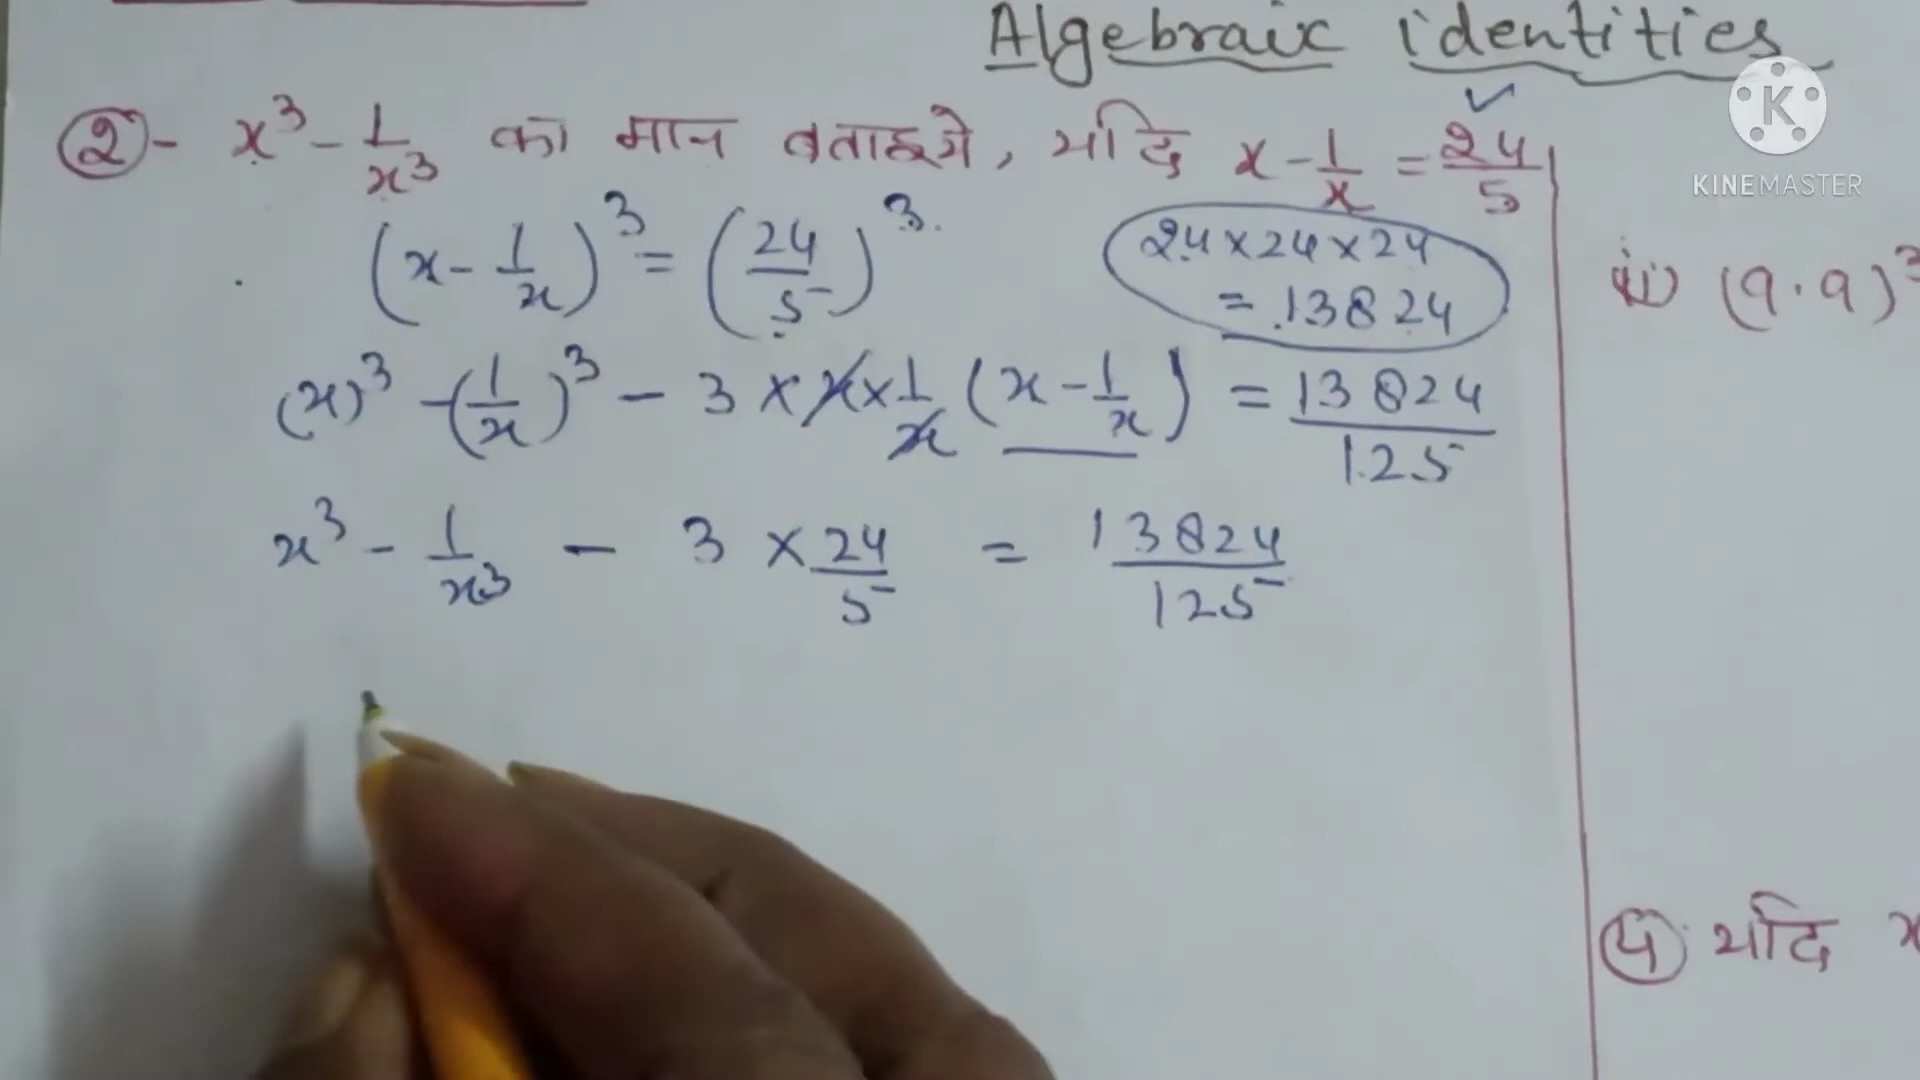 Algebraic identities
KINEMASTER
② - x³ - 1/x³ का मान बताइये, यदि x - 1/x = 24/5
(x - 1/x)³ = (24/5)³
24 × 24 × 24
= 13824
(x)³ - (1/x)³ - 3 × x × 1/x (x - 1/x) = 13824/125
x³ - 1/x³ - 3 × 24/5 = 13824/125
(9.9)³
④ यदि x